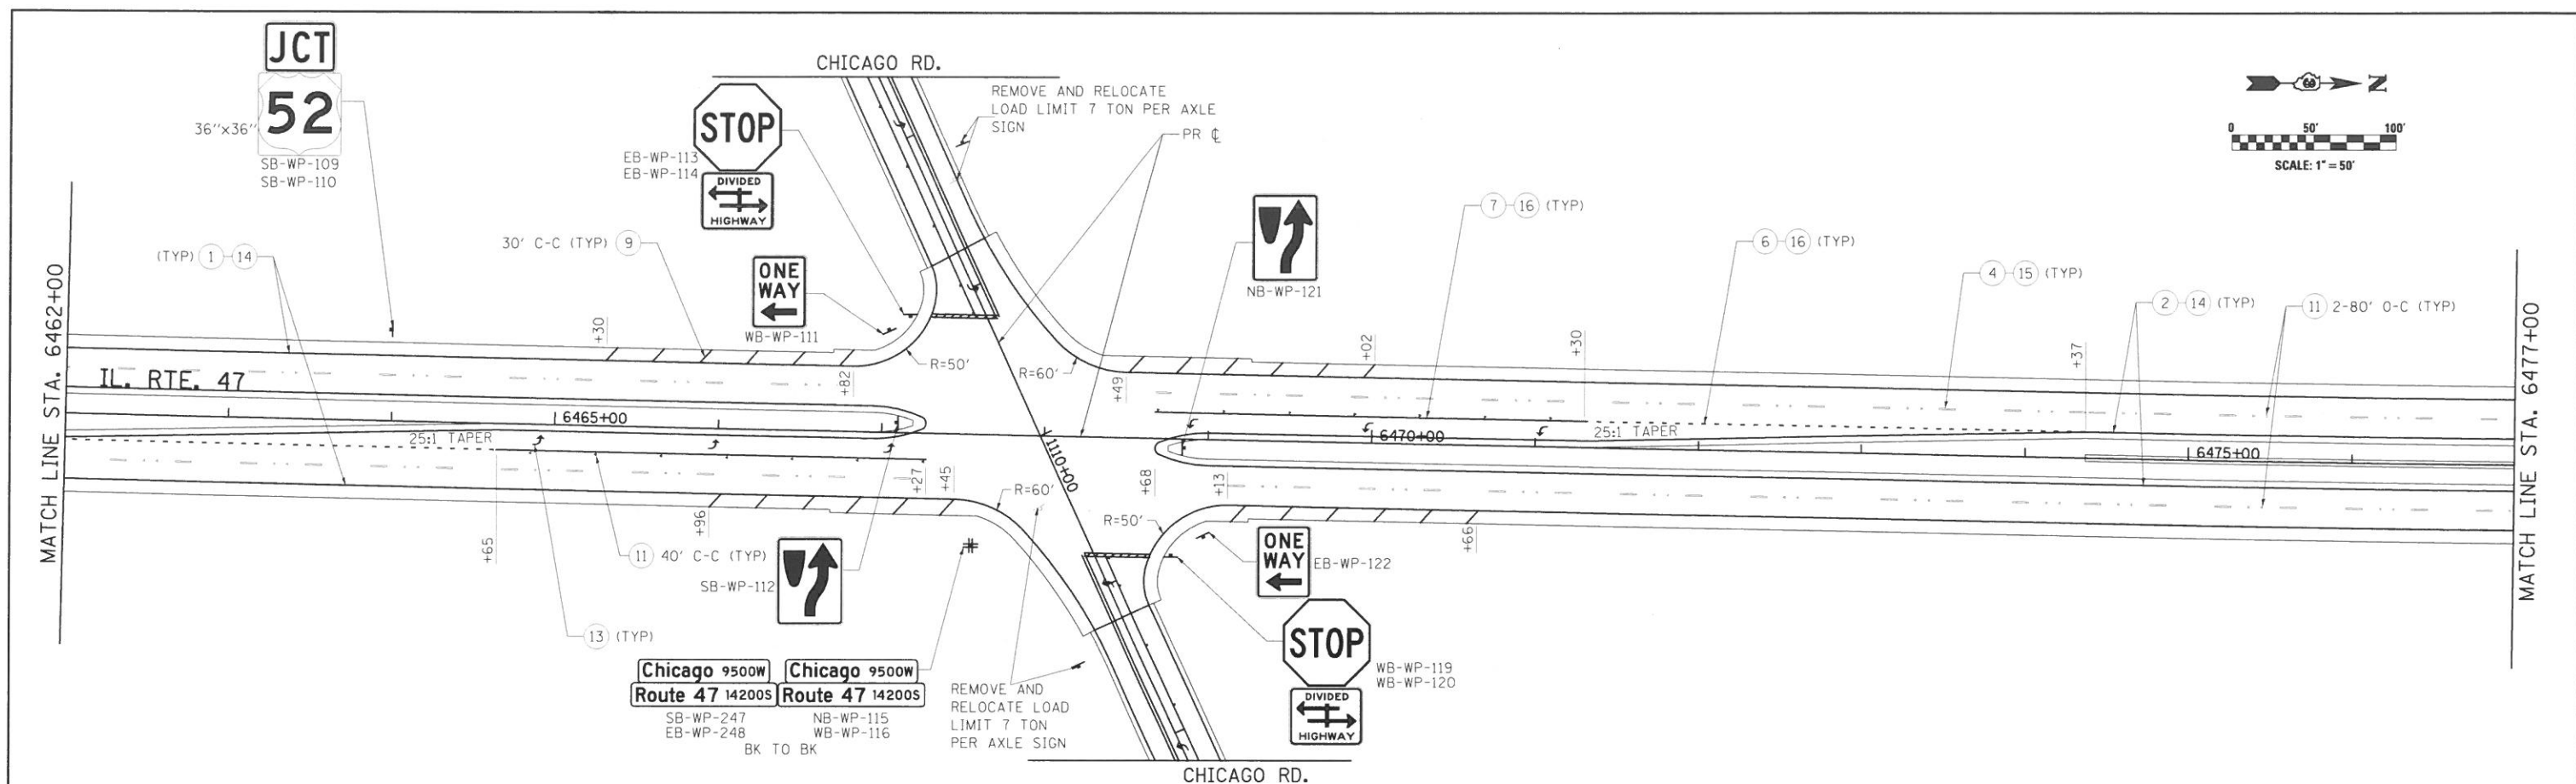 JCT
52
36"x36"
SB-WP-109
SB-WP-110
CHICAGO RD.
STOP
EB-WP-113
EB-WP-114
DIVIDED
HIGHWAY
REMOVE AND RELOCATE
LOAD LIMIT 7 TON PER AXLE
SIGN
PR ℄
N
0 50' 100'
SCALE: 1" = 50'
MATCH LINE STA. 6462+00
(TYP) 1 14
30' C-C (TYP) 9
ONE
WAY
WB-WP-111
NB-WP-121
7 16 (TYP)
6 16 (TYP)
4 15 (TYP)
2 14 (TYP)
11 2-80' O-C (TYP)
MATCH LINE STA. 6477+00
+30
+82
R=50'
R=60'
+49
+02
+30
+37
IL. RTE. 47
6465+00
25:1 TAPER
1110+00
6470+00
25:1 TAPER
6475+00
+65
+96
+27
+45
R=60'
+68
+13
R=50'
+66
11 40' C-C (TYP)
SB-WP-112
13 (TYP)
ONE
WAY
EB-WP-122
STOP
WB-WP-119
WB-WP-120
DIVIDED
HIGHWAY
Chicago 9500W
Route 47 14200S
SB-WP-247
EB-WP-248
Chicago 9500W
Route 47 14200S
NB-WP-115
WB-WP-116
BK TO BK
REMOVE AND
RELOCATE LOAD
LIMIT 7 TON
PER AXLE SIGN
CHICAGO RD.